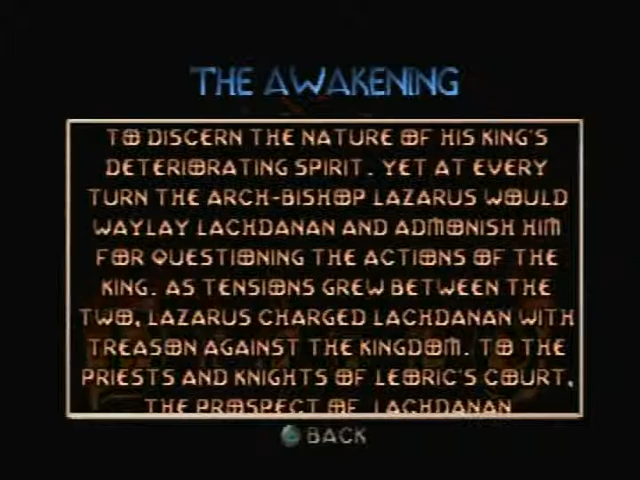 THE AWAKENING
TO DISCERN THE NATURE OF HIS KING'S
DETERIORATING SPIRIT. YET AT EVERY
TURN THE ARCH-BISHOP LAZARUS WOULD
WAYLAY LACHDANAN AND ADMONISH HIM
FOR QUESTIONING THE ACTIONS OF THE
KING. AS TENSIONS GREW BETWEEN THE
TWO, LAZARUS CHARGED LACHDANAN WITH
TREASON AGAINST THE KINGDOM. TO THE
PRIESTS AND KNIGHTS OF LEORIC'S COURT,
THE PROSPECT OF LACHDANAN
BACK